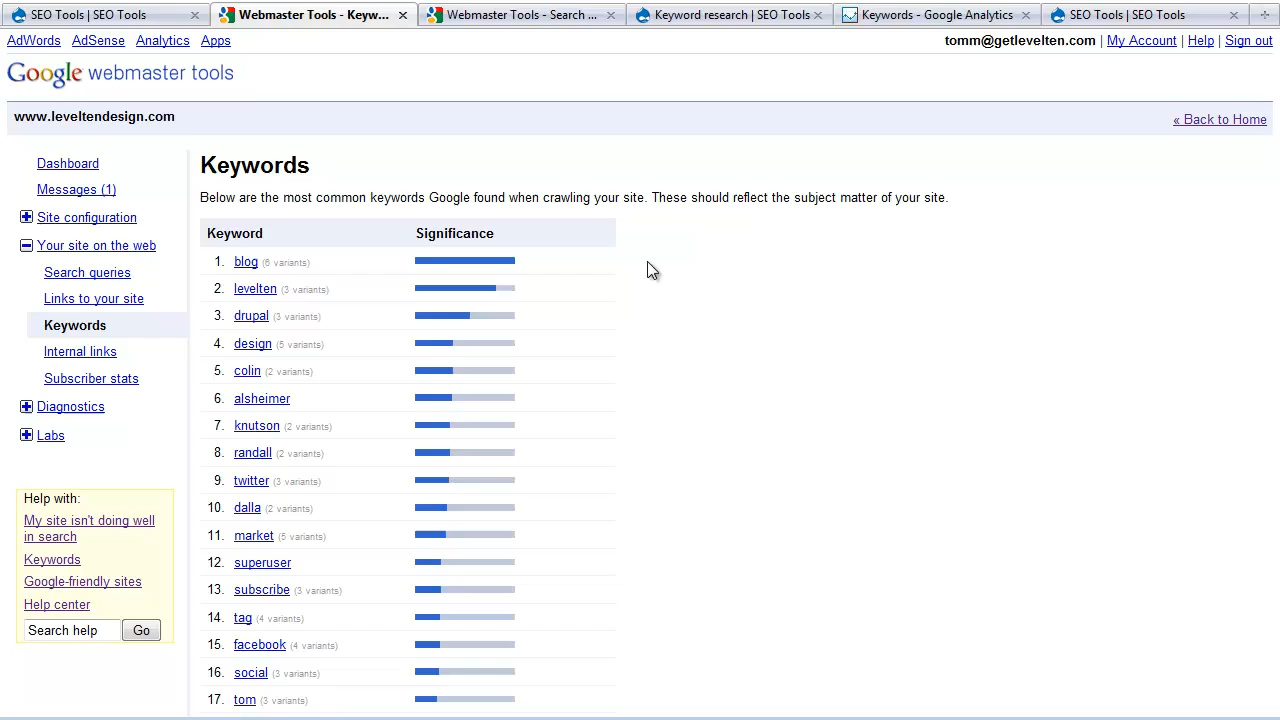 SEO Tools | SEO Tools
Webmaster Tools - Keyw...
Webmaster Tools - Search ...
Keyword research | SEO Tools
Keywords - Google Analytics
SEO Tools | SEO Tools
AdWords AdSense Analytics Apps
tomm@getlevelten.com | My Account | Help | Sign out
Google webmaster tools
www.leveltendesign.com
« Back to Home
Dashboard
Messages (1)
Site configuration
Your site on the web
Search queries
Links to your site
Keywords
Internal links
Subscriber stats
Diagnostics
Labs
Help with:
My site isn't doing well
in search
Keywords
Google-friendly sites
Help center
Search help Go
Keywords
Below are the most common keywords Google found when crawling your site. These should reflect the subject matter of your site.
Keyword Significance
1. blog (6 variants)
2. levelten (3 variants)
3. drupal (3 variants)
4. design (5 variants)
5. colin (2 variants)
6. alsheimer
7. knutson (2 variants)
8. randall (2 variants)
9. twitter (3 variants)
10. dalla (2 variants)
11. market (5 variants)
12. superuser
13. subscribe (3 variants)
14. tag (4 variants)
15. facebook (4 variants)
16. social (3 variants)
17. tom (3 variants)